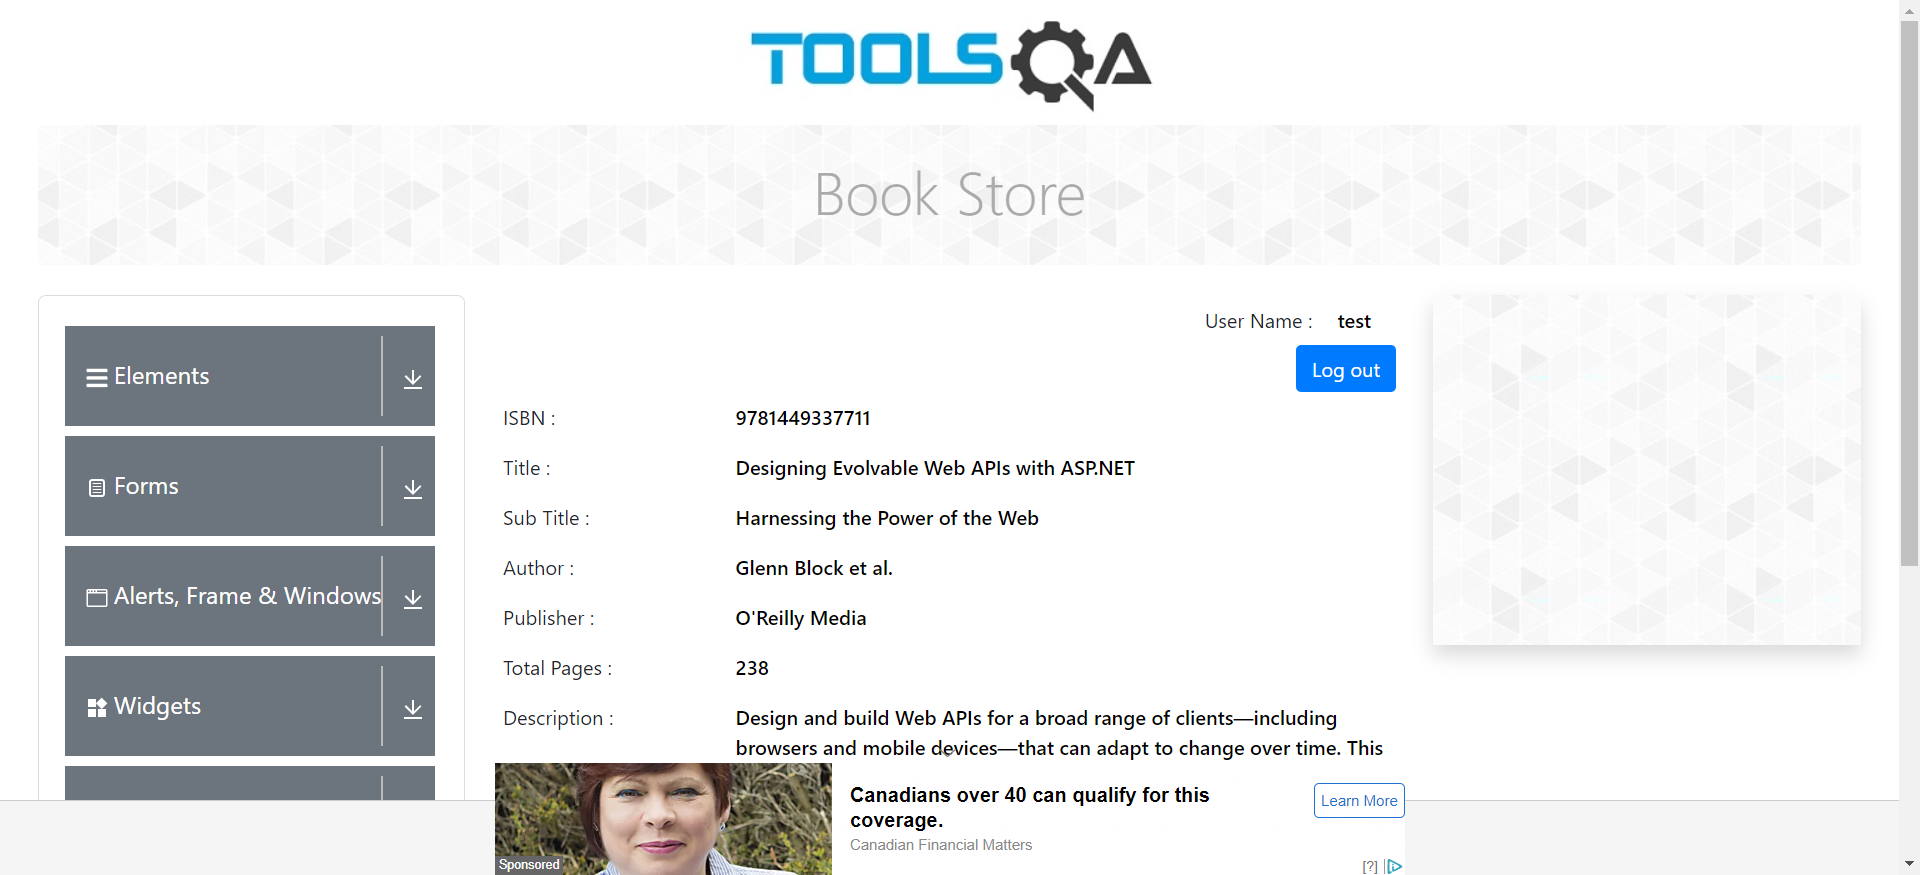 TOOLSQA
Book Store
User Name : test
Log out
Elements
Forms
Alerts, Frame & Windows
Widgets
ISBN : 9781449337711
Title : Designing Evolvable Web APIs with ASP.NET
Sub Title : Harnessing the Power of the Web
Author : Glenn Block et al.
Publisher : O'Reilly Media
Total Pages : 238
Description : Design and build Web APIs for a broad range of clients—including
browsers and mobile devices—that can adapt to change over time. This
Sponsored
Canadians over 40 can qualify for this
coverage.
Canadian Financial Matters
Learn More
[?]